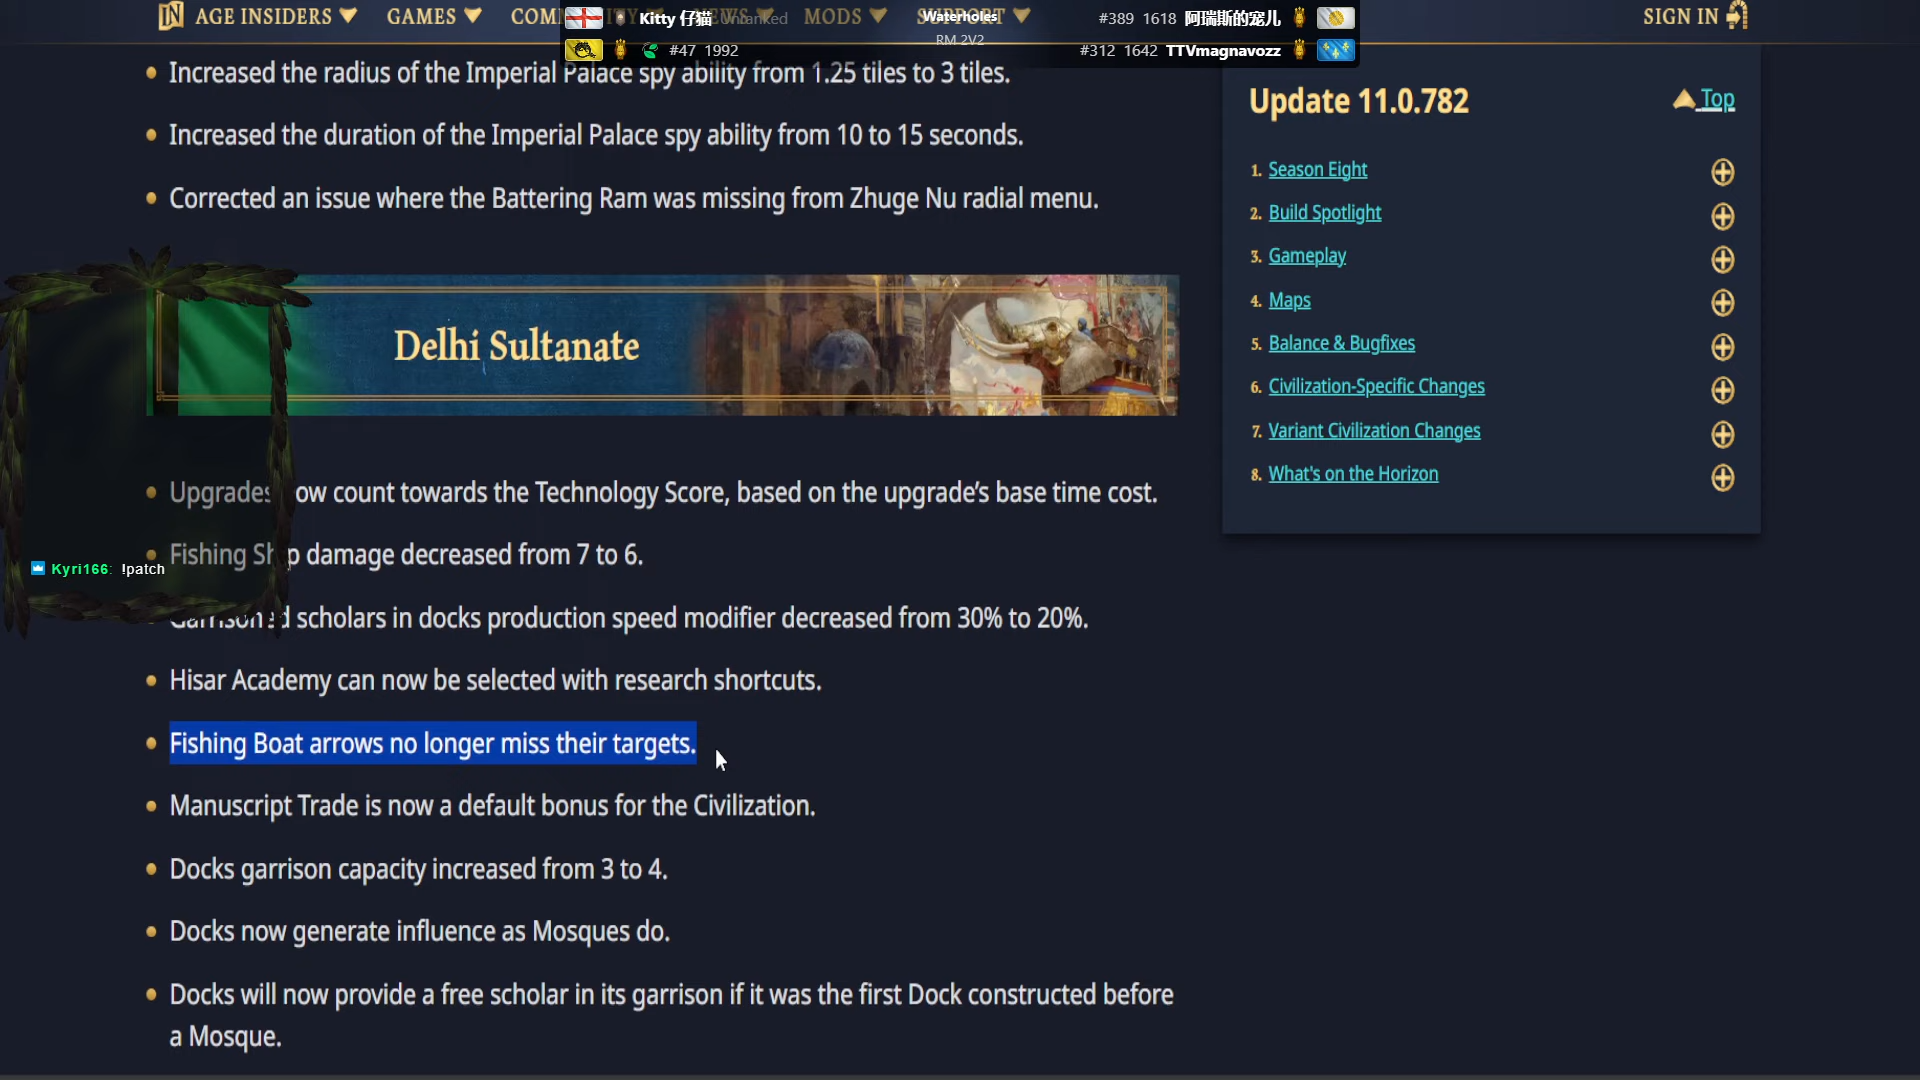 AGE INSIDERS GAMES MODS SIGN IN
Kitty 仔猫 Unranked
Waterholes
RM 2V2
#47 1992
#389 1618 阿瑞斯的宠儿
#312 1642 TTVmagnavozz
Increased the radius of the Imperial Palace spy ability from 1.25 tiles to 3 tiles.
Increased the duration of the Imperial Palace spy ability from 10 to 15 seconds.
Corrected an issue where the Battering Ram was missing from Zhuge Nu radial menu.
Delhi Sultanate
Upgrades now count towards the Technology Score, based on the upgrade's base time cost.
Fishing Ship damage decreased from 7 to 6.
Kyri166: !patch
Garrisoned scholars in docks production speed modifier decreased from 30% to 20%.
Hisar Academy can now be selected with research shortcuts.
Fishing Boat arrows no longer miss their targets.
Manuscript Trade is now a default bonus for the Civilization.
Docks garrison capacity increased from 3 to 4.
Docks now generate influence as Mosques do.
Docks will now provide a free scholar in its garrison if it was the first Dock constructed before
a Mosque.
Update 11.0.782
Top
1. Season Eight
2. Build Spotlight
3. Gameplay
4. Maps
5. Balance & Bugfixes
6. Civilization-Specific Changes
7. Variant Civilization Changes
8. What's on the Horizon